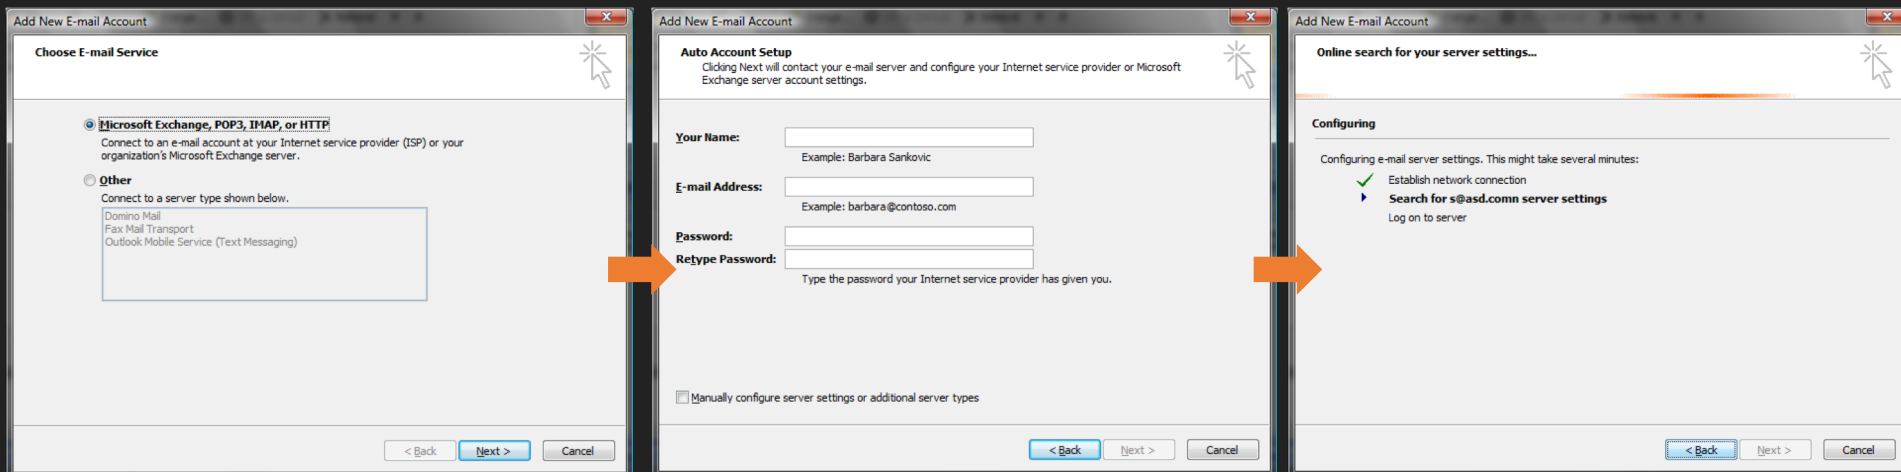 Add New E-mail Account
Choose E-mail Service
Microsoft Exchange, POP3, IMAP, or HTTP
Connect to an e-mail account at your Internet service provider (ISP) or your
organization's Microsoft Exchange server.
Other
Connect to a server type shown below.
Domino Mail
Fax Mail Transport
Outlook Mobile Service (Text Messaging)
< Back
Next >
Cancel
Add New E-mail Account
Auto Account Setup
Clicking Next will contact your e-mail server and configure your Internet service provider or Microsoft
Exchange server account settings.
Your Name:
Example: Barbara Sankovic
E-mail Address:
Example: barbara@contoso.com
Password:
Retype Password:
Type the password your Internet service provider has given you.
Manually configure server settings or additional server types
< Back
Next >
Cancel
Add New E-mail Account
Online search for your server settings...
Configuring
Configuring e-mail server settings. This might take several minutes:
Establish network connection
Search for s@asd.comn server settings
Log on to server
< Back
Next >
Cancel